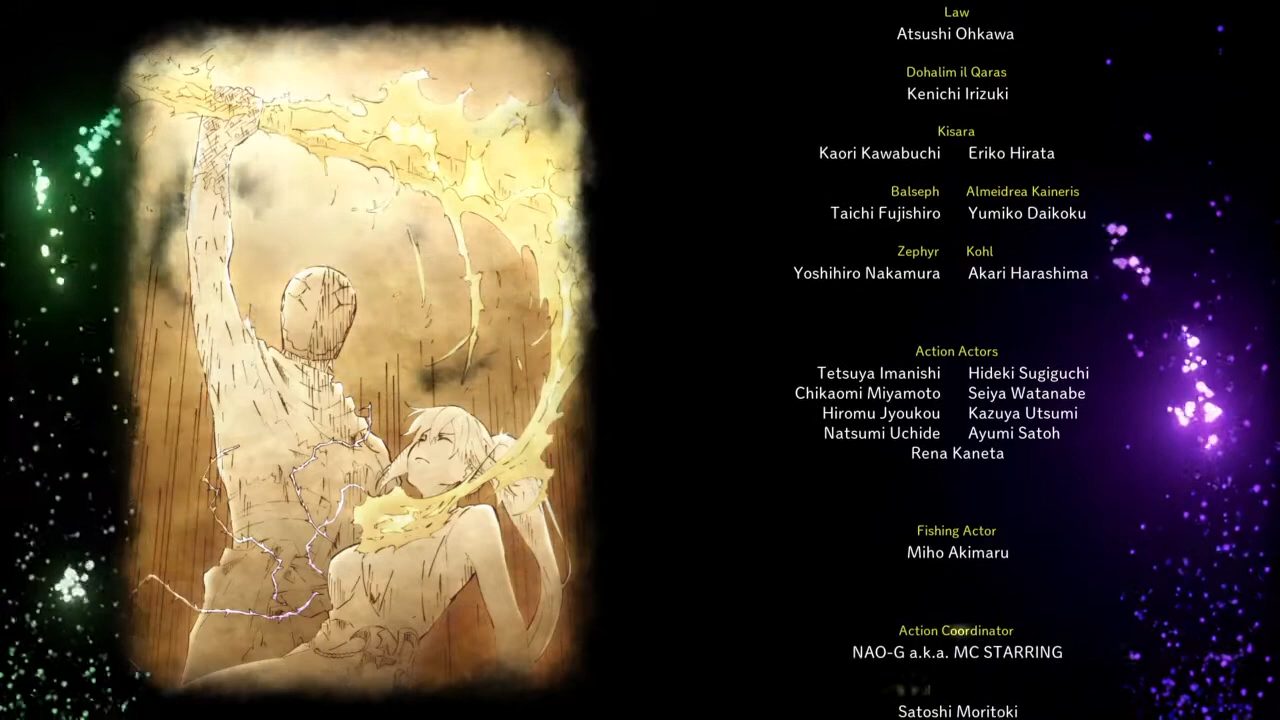 Law
Atsushi Ohkawa
Dohalim il Qaras
Kenichi Irizuki
Kisara
Kaori Kawabuchi Eriko Hirata
Balseph Almeidrea Kaineris
Taichi Fujishiro Yumiko Daikoku
Zephyr Kohl
Yoshihiro Nakamura Akari Harashima
Action Actors
Tetsuya Imanishi Hideki Sugiguchi
Chikaomi Miyamoto Seiya Watanabe
Hiromu Jyoukou Kazuya Utsumi
Natsumi Uchide Ayumi Satoh
Rena Kaneta
Fishing Actor
Miho Akimaru
Action Coordinator
NAO-G a.k.a. MC STARRING
Satoshi Moritoki